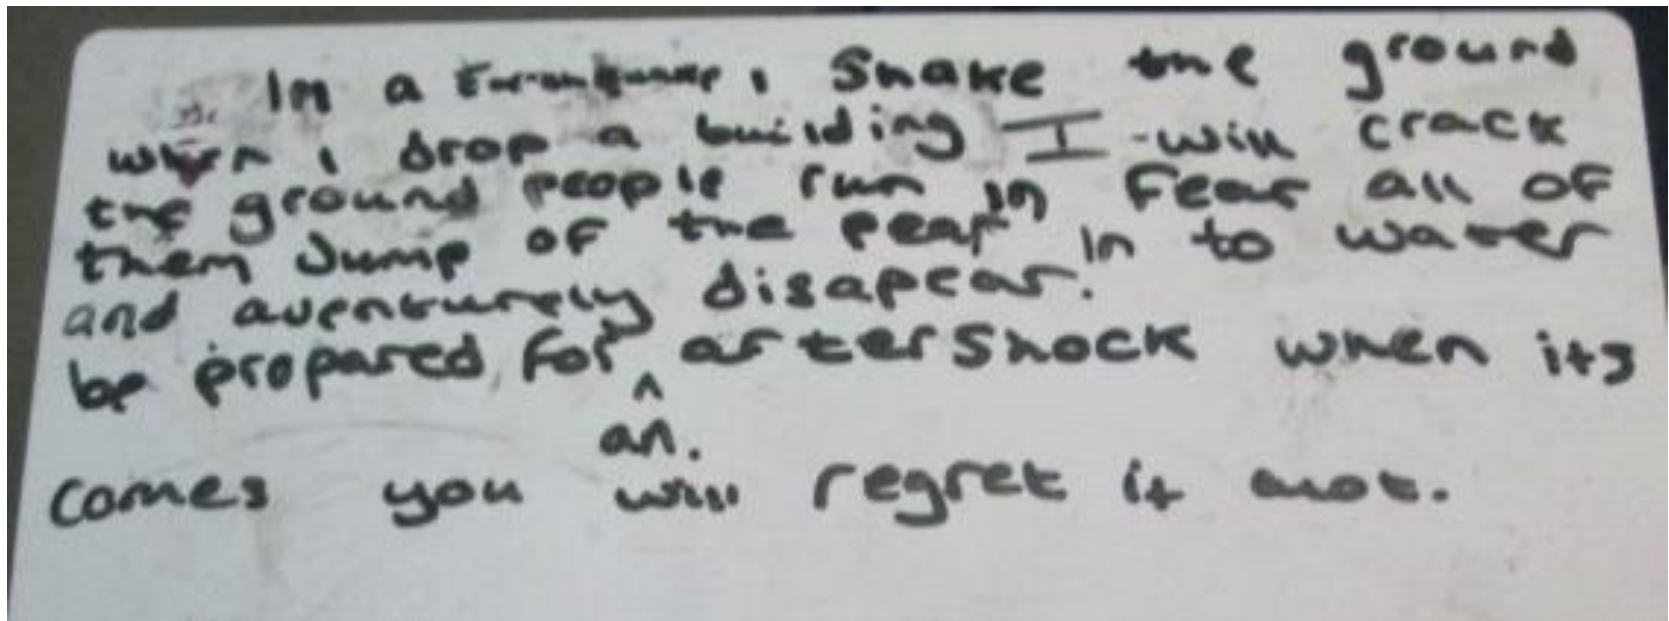 In a Earthquake, Shake the ground
when i drop a building I will crack
the ground people run in fear all of
them Jump of the pear in to water
and aventurely disapear.
be prepared for an. aftershock when its
comes you will regret it alot.